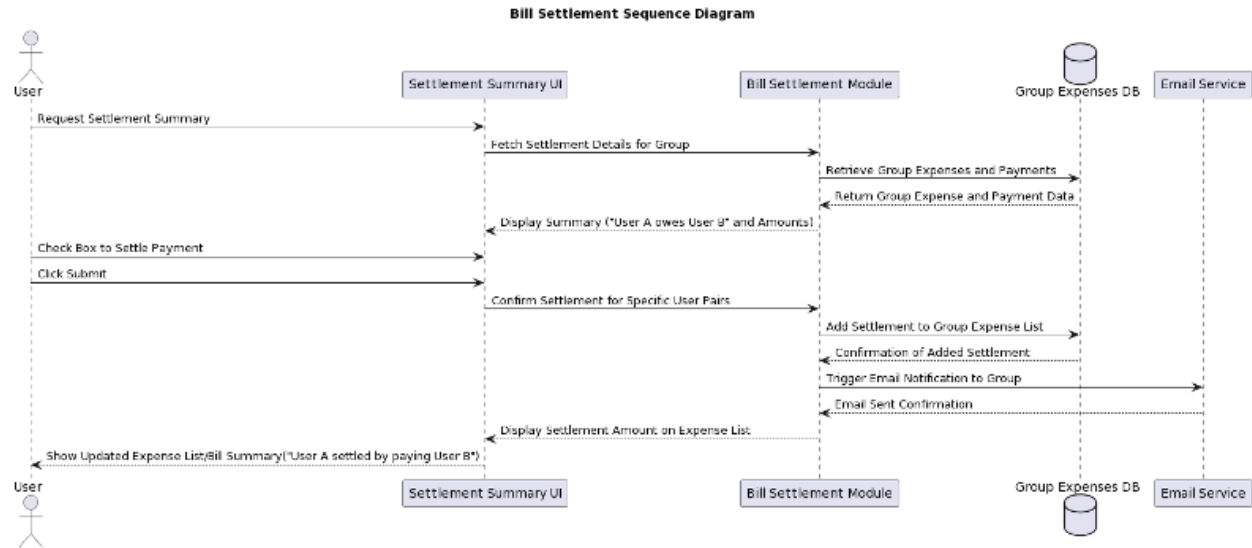 Bill Settlement Sequence Diagram
User
Settlement Summary UI
Bill Settlement Module
Group Expenses DB
Email Service
Request Settlement Summary
Fetch Settlement Details for Group
Retrieve Group Expenses and Payments
Return Group Expense and Payment Data
Display Summary ("User A owes User B" and Amounts)
Check Box to Settle Payment
Click Submit
Confirm Settlement for Specific User Pairs
Add Settlement to Group Expense List
Confirmation of Added Settlement
Trigger Email Notification to Group
Email Sent Confirmation
Display Settlement Amount on Expense List
Show Updated Expense List/Bill Summary("User A settled by paying User B")
User
Settlement Summary UI
Bill Settlement Module
Group Expenses DB
Email Service